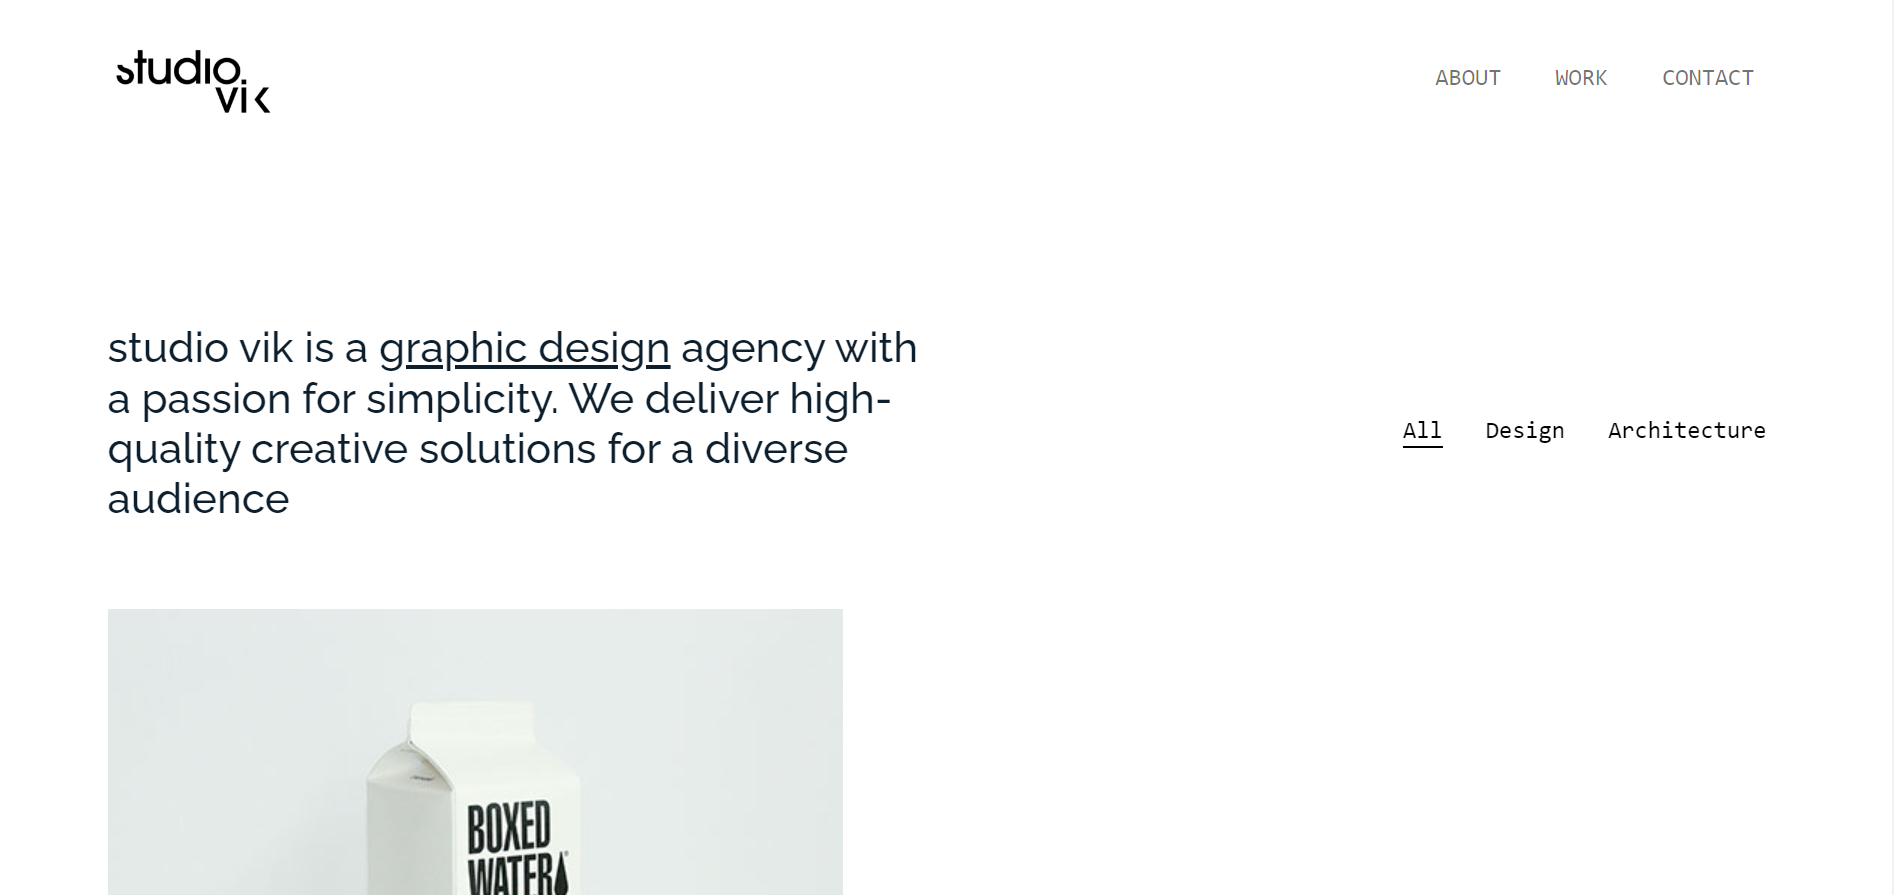 studio
vik
ABOUT WORK CONTACT
studio vik is a graphic design agency with
a passion for simplicity. We deliver high-
quality creative solutions for a diverse
audience
All Design Architecture
BOXED
WATER